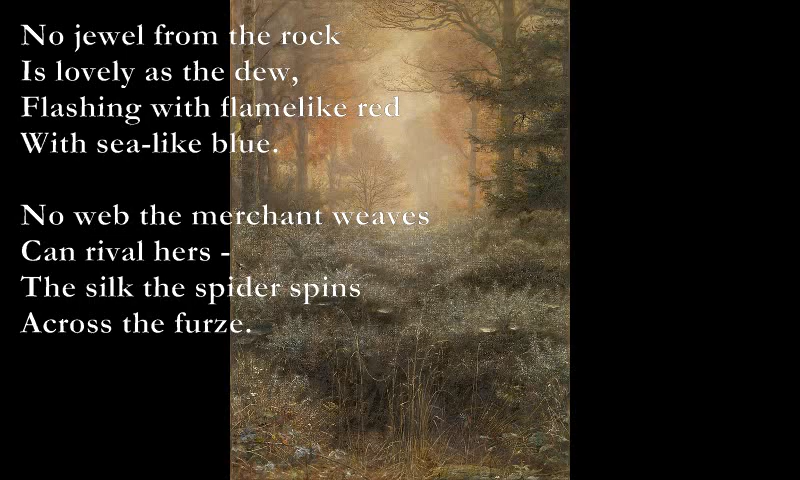 No jewel from the rock
Is lovely as the dew,
Flashing with flamelike red
With sea-like blue.

No web the merchant weaves
Can rival hers -
The silk the spider spins
Across the furze.